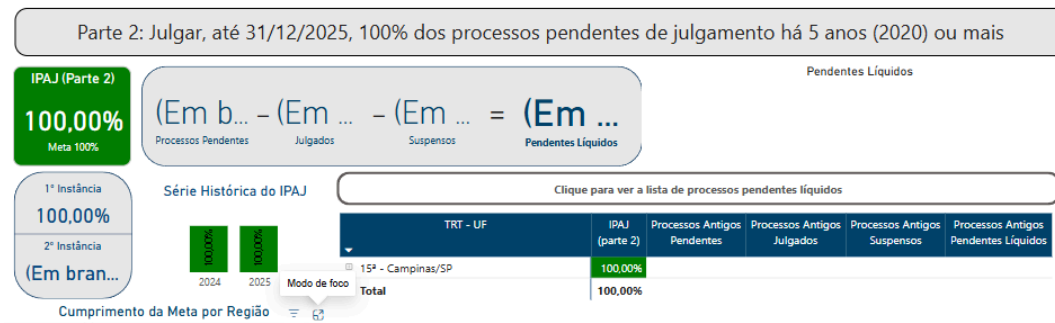 Parte 2: Julgar, até 31/12/2025, 100% dos processos pendentes de julgamento há 5 anos (2020) ou mais
IPAJ (Parte 2)
100,00%
Meta 100%
(Em b... – (Em ... – (Em ... = (Em ...
Processos Pendentes Julgados Suspensos Pendentes Líquidos
Pendentes Líquidos
1ª Instância
100,00%
2ª Instância
(Em bran...
Série Histórica do IPAJ
100,00% 100,00%
2024 2025
Modo de foco
Clique para ver a lista de processos pendentes líquidos
TRT - UF IPAJ (parte 2) Processos Antigos Pendentes Processos Antigos Julgados Processos Antigos Suspensos Processos Antigos Pendentes Líquidos
15ª - Campinas/SP 100,00%
Total 100,00%
Cumprimento da Meta por Região